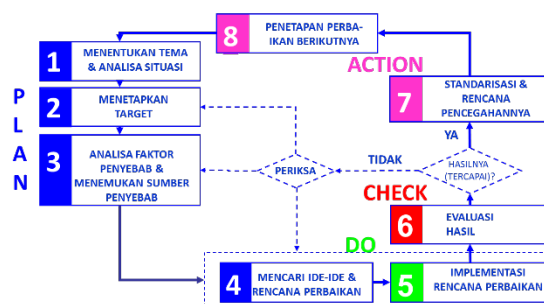 8
PENETAPAN PERBA-
IKAN BERIKUTNYA
1
MENENTUKAN TEMA
& ANALISA SITUASI
ACTION
PLAN
2
MENETAPKAN
TARGET
7
STANDARISASI &
RENCANA
PENCEGAHANNYA
3
ANALISA FAKTOR
PENYEBAB &
MENEMUKAN SUMBER
PENYEBAB
YA
PERIKSA
TIDAK
HASILNYA
(TERCAPAI)?
CHECK
6
EVALUASI
HASIL
DO
4
MENCARI IDE-IDE &
RENCANA PERBAIKAN
5
IMPLEMENTASI
RENCANA PERBAIKAN